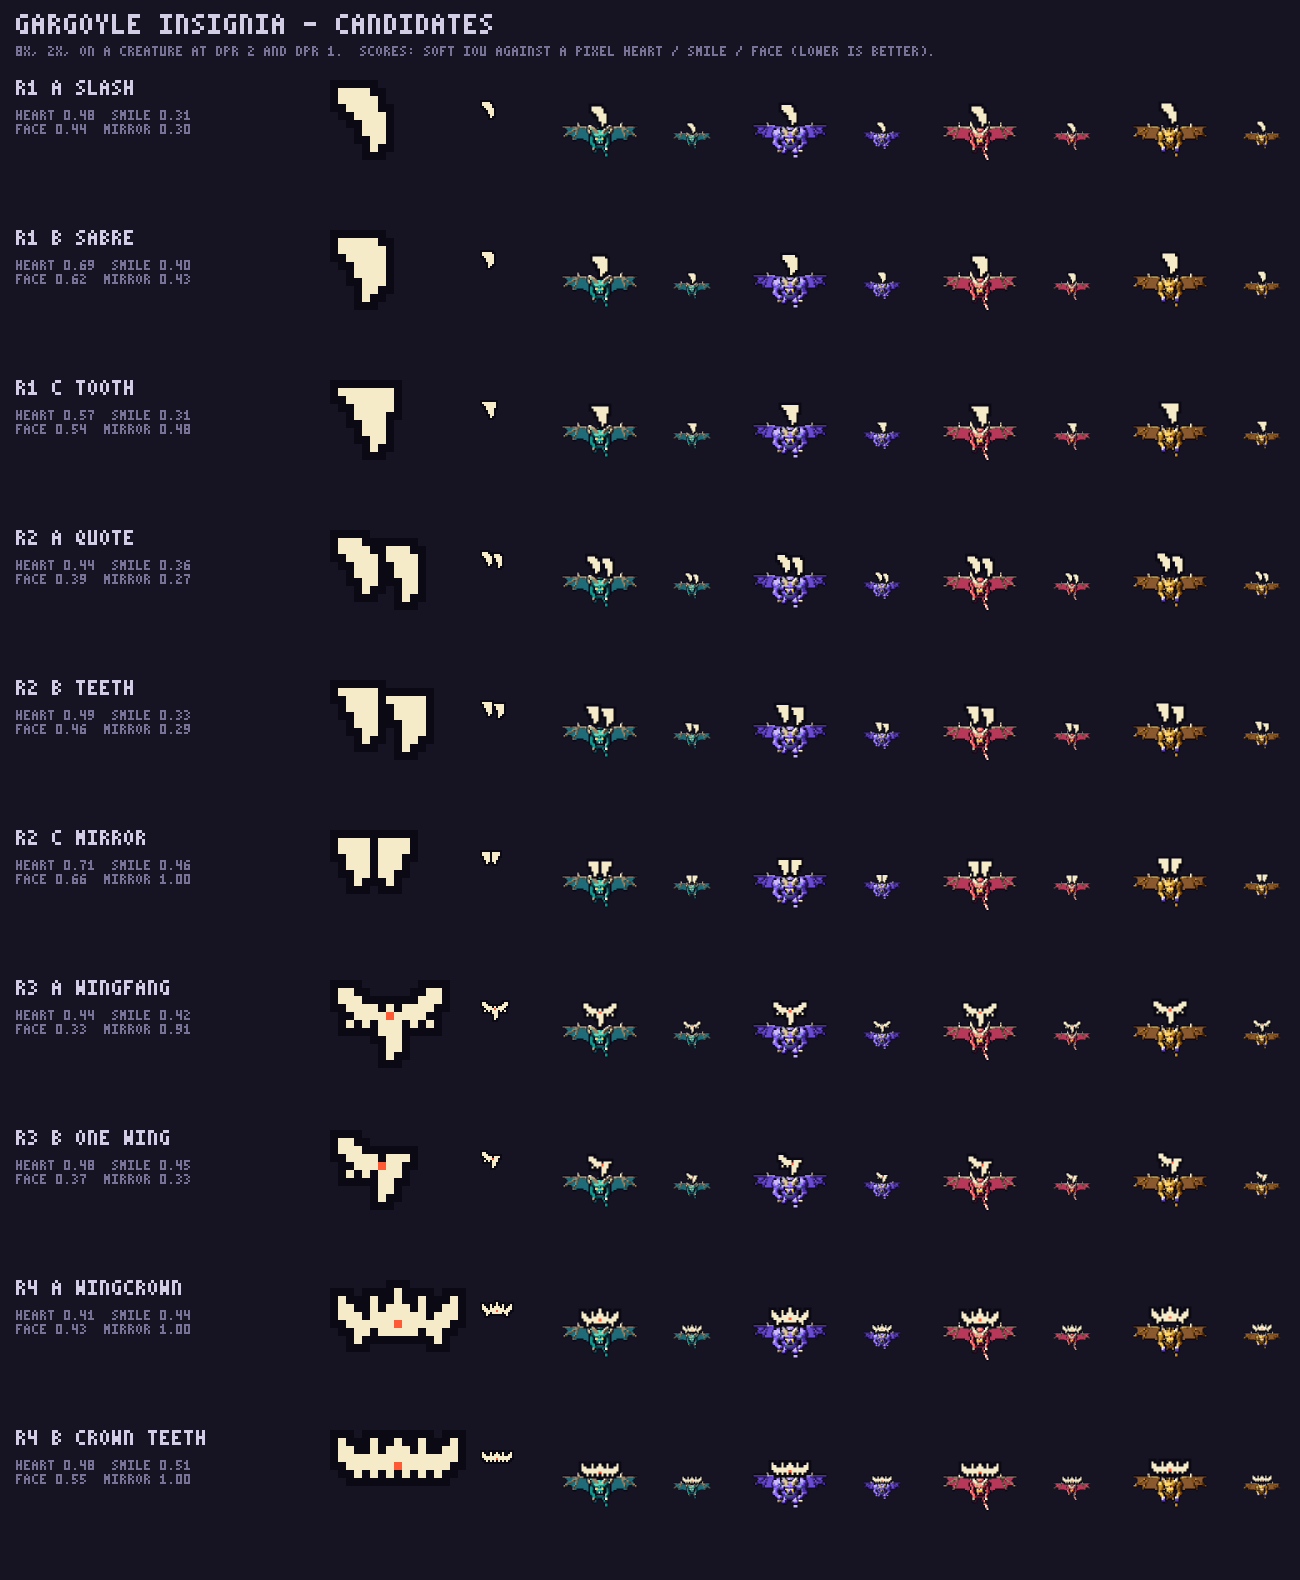 GARGOYLE INSIGNIA - CANDIDATES
8X, 2X, ON A CREATURE AT DPR 2 AND DPR 1. SCORES: SOFT IOU AGAINST A PIXEL HEART / SMILE / FACE (LOWER IS BETTER).
R1 A SLASH
HEART 0.48 SMILE 0.31
FACE 0.44 MIRROR 0.30
R1 B SABRE
HEART 0.69 SMILE 0.40
FACE 0.62 MIRROR 0.43
R1 C TOOTH
HEART 0.57 SMILE 0.31
FACE 0.54 MIRROR 0.48
R2 A QUOTE
HEART 0.44 SMILE 0.36
FACE 0.39 MIRROR 0.27
R2 B TEETH
HEART 0.49 SMILE 0.33
FACE 0.46 MIRROR 0.29
R2 C MIRROR
HEART 0.71 SMILE 0.46
FACE 0.66 MIRROR 1.00
R3 A WINGFANG
HEART 0.44 SMILE 0.42
FACE 0.33 MIRROR 0.91
R3 B ONE WING
HEART 0.48 SMILE 0.45
FACE 0.37 MIRROR 0.33
R4 A WINGCROWN
HEART 0.41 SMILE 0.44
FACE 0.43 MIRROR 1.00
R4 B CROWN TEETH
HEART 0.48 SMILE 0.51
FACE 0.55 MIRROR 1.00